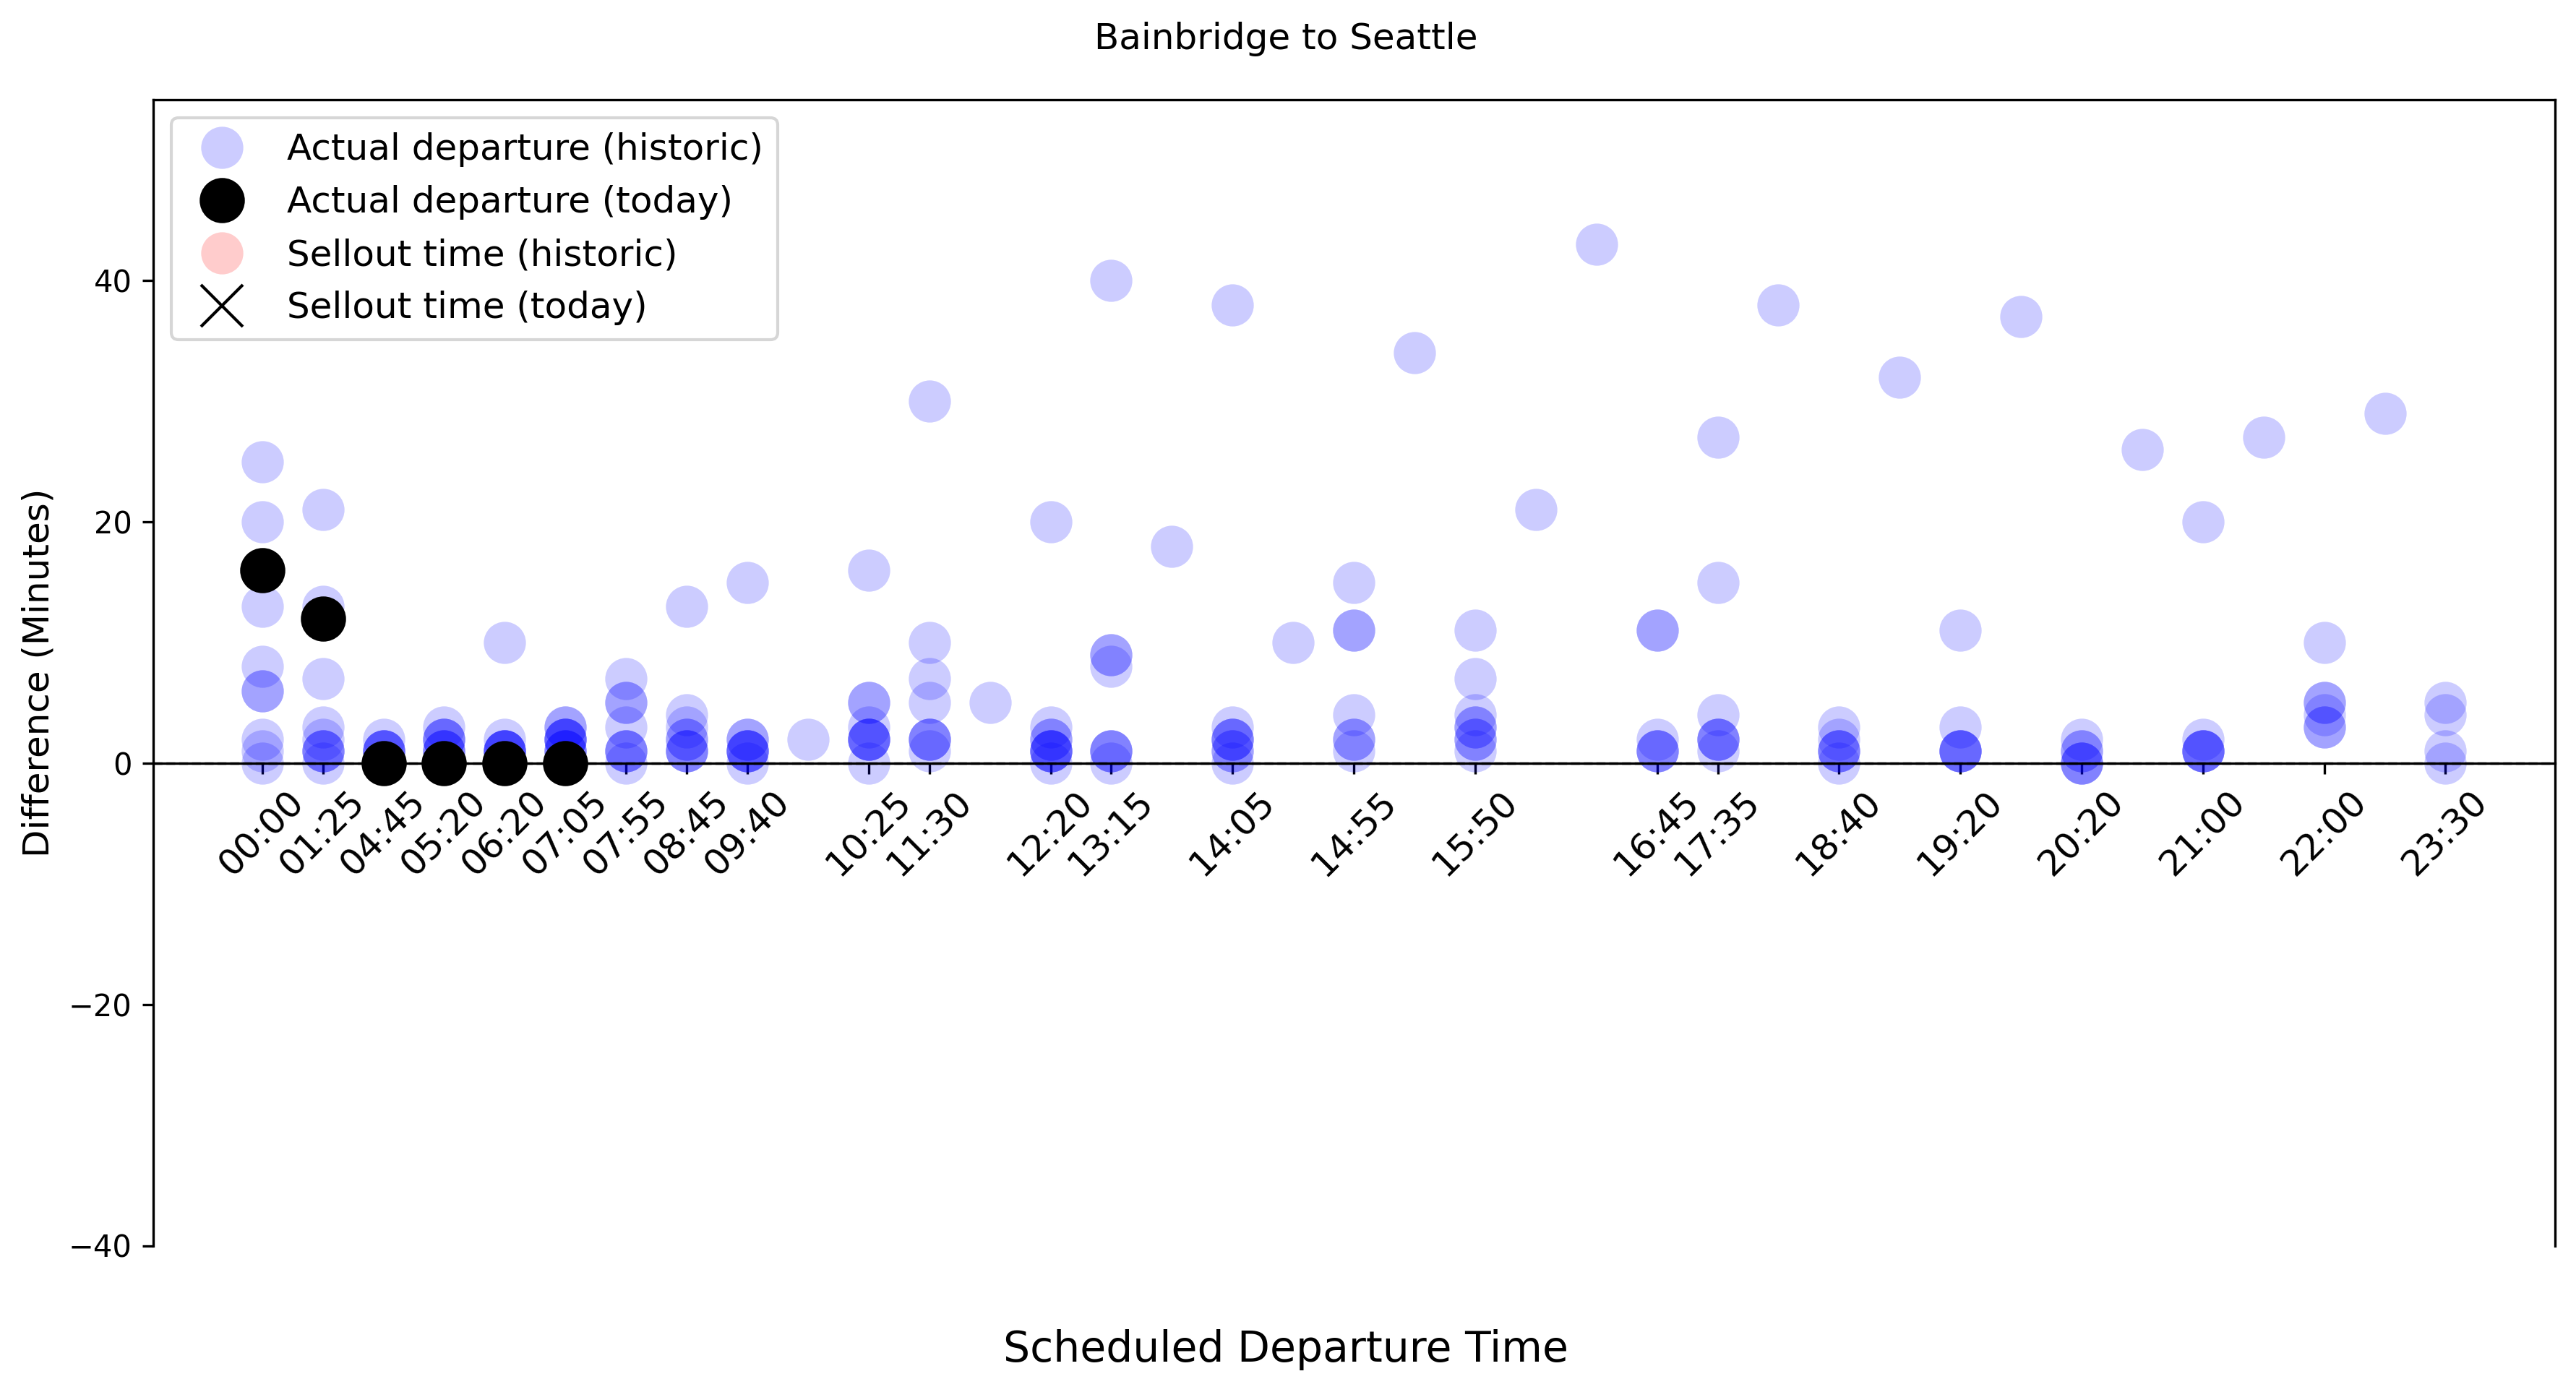 Bainbridge to Seattle
Actual departure (historic)
Actual departure (today)
Sellout time (historic)
Sellout time (today)
Difference (Minutes)
40
20
0
−20
−40
00:00 01:25 04:45 05:20 06:20 07:05 07:55 08:45 09:40 10:25 11:30 12:20 13:15 14:05 14:55 15:50 16:45 17:35 18:40 19:20 20:20 21:00 22:00 23:30
Scheduled Departure Time